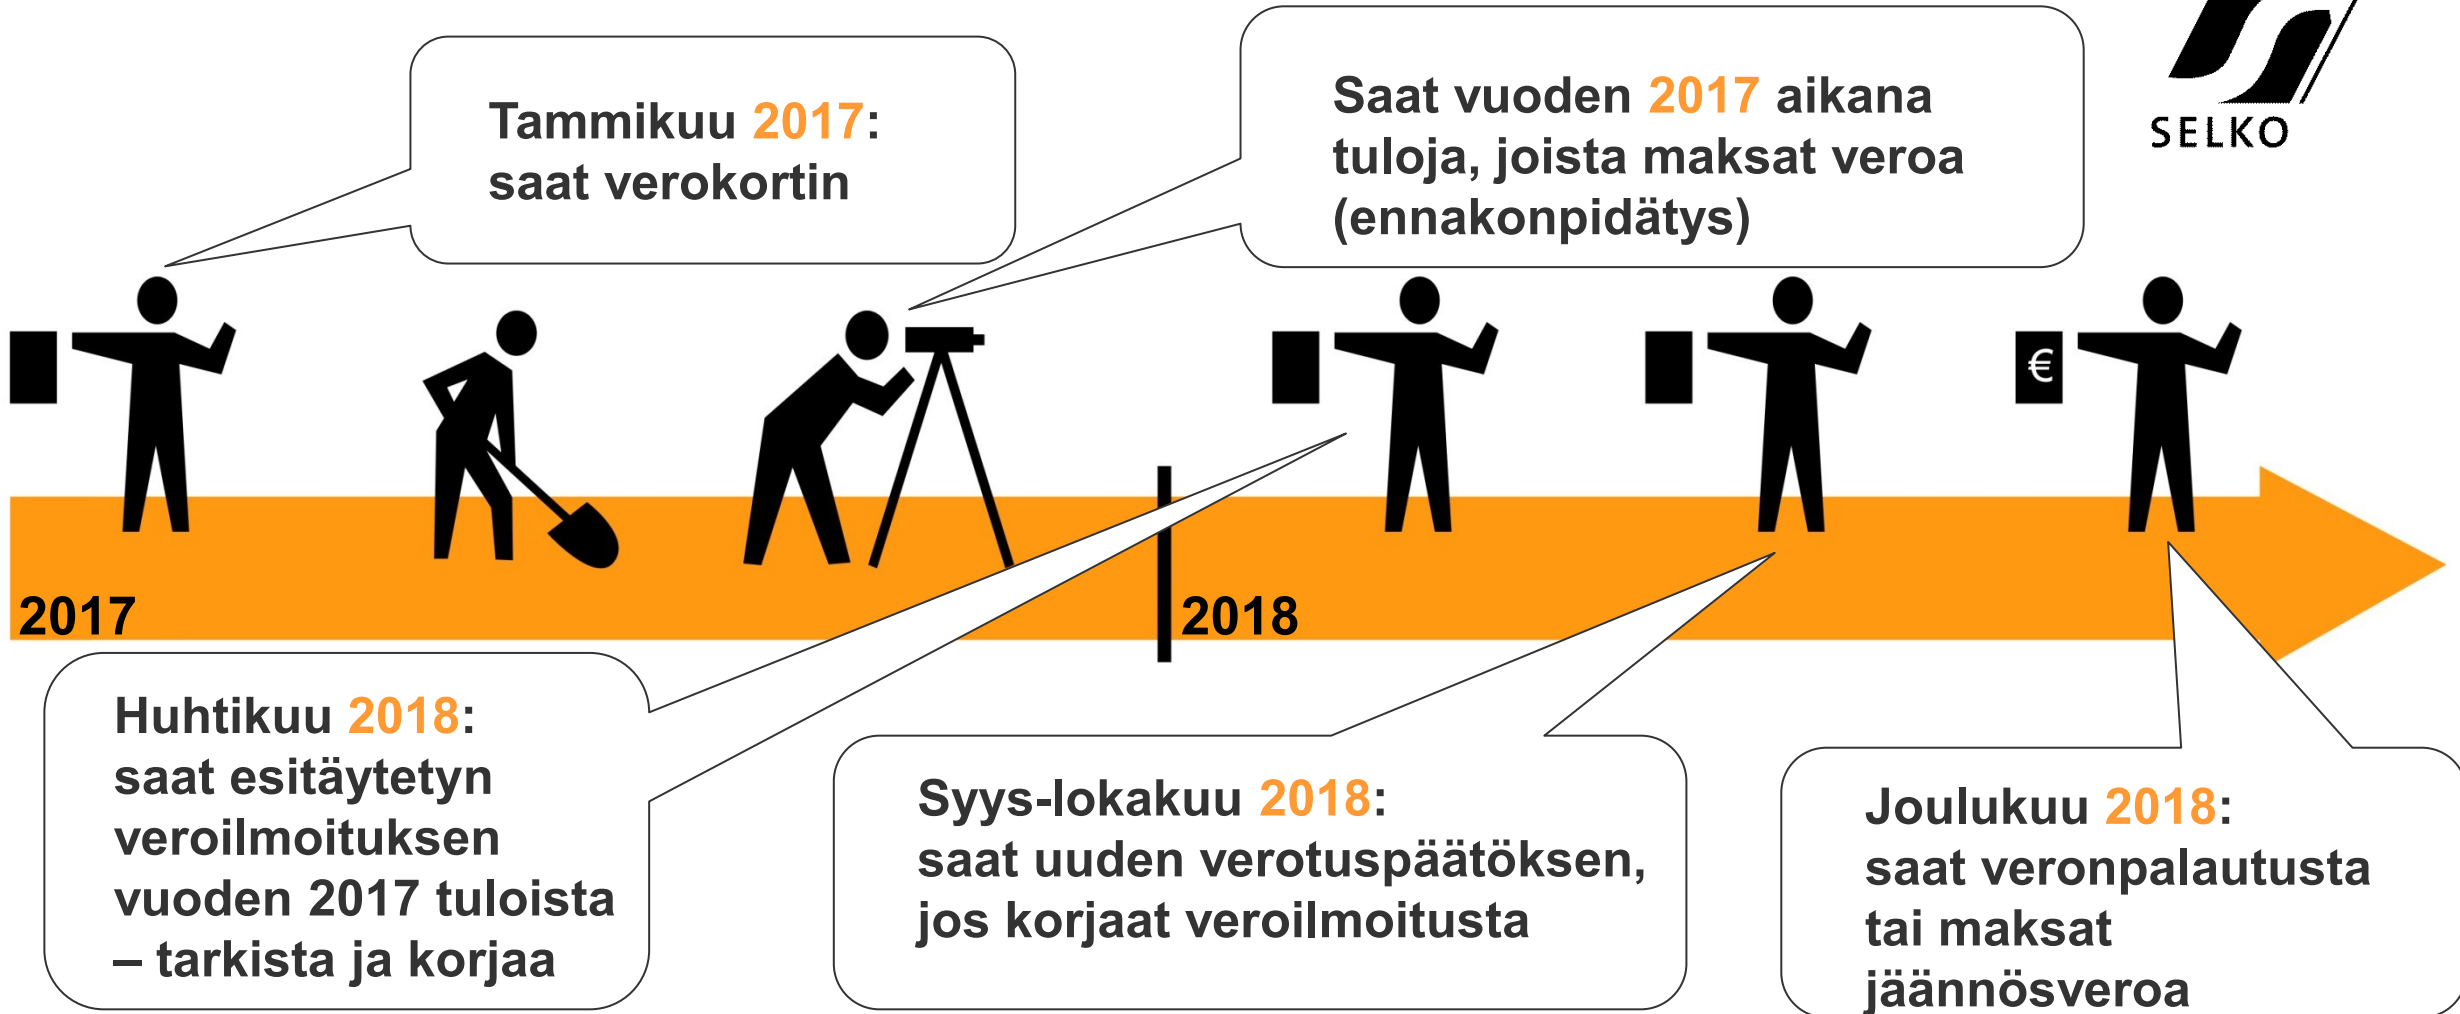 Tammikuu 2017:
saat verokortin
Saat vuoden 2017 aikana
tuloja, joista maksat veroa
(ennakonpidätys)
SELKO
€
2017
2018
Huhtikuu 2018:
saat esitäytetyn
veroilmoituksen
vuoden 2017 tuloista
– tarkista ja korjaa
Syys-lokakuu 2018:
saat uuden verotuspäätöksen,
jos korjaat veroilmoitusta
Joulukuu 2018:
saat veronpalautusta
tai maksat
jäännösveroa